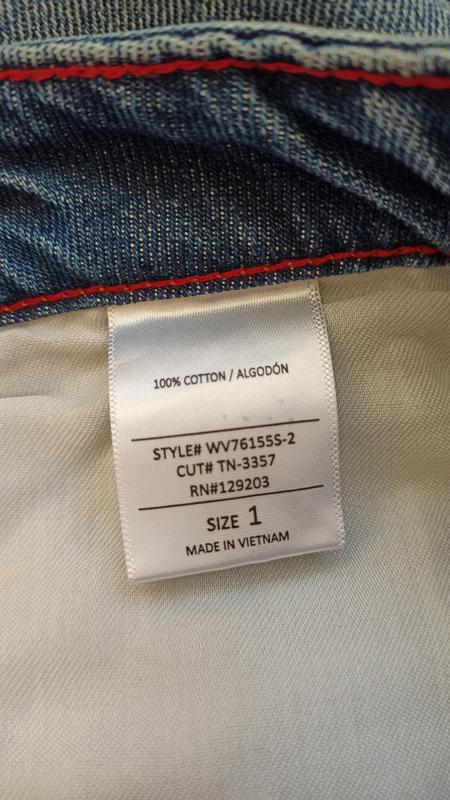 100% COTTON / ALGODÓN
STYLE# WV76155S-2
CUT# TN-3357
RN#129203
SIZE 1
MADE IN VIETNAM